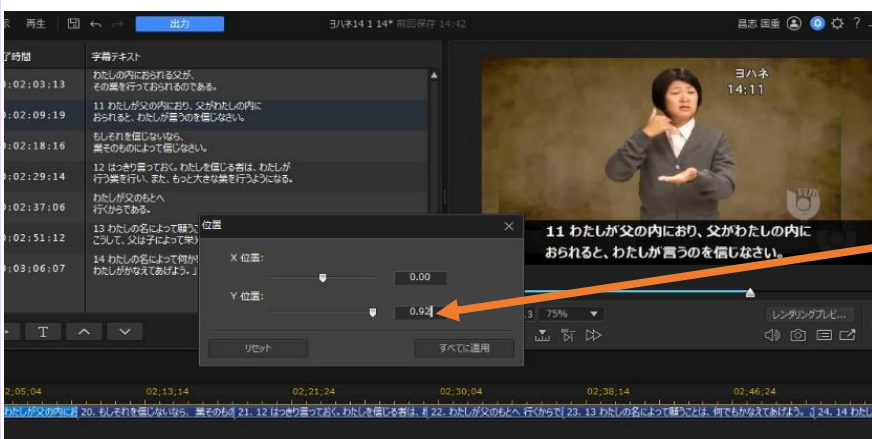 再生
出力
ヨハネ14 1 14* 前回保存 14:42
昌志 国重
?
了時間
字幕テキスト
:02:03:13
わたしの内におられる父が、
その業を行っておられるのである。
:02:09:19
11 わたしが父の内におり、父がわたしの内に
おられると、わたしが言うのを信じなさい。
:02:18:16
もしそれを信じないなら、
業そのものによって信じなさい。
:02:29:14
12 はっきり言っておく。わたしを信じる者は、わたしが
行う業を行い、また、もっと大きな業を行うようになる。
:02:37:06
わたしが父のもとへ
行くからである。
:02:51:12
13 わたしの名によって願う
こうして、父は子によって栄
:03:06:07
14 わたしの名によって何か
わたしがかなえてあげよう。」
T
位置
X 位置:
0.00
Y 位置:
0.92
リセット
すべてに適用
ヨハネ
14:11
11 わたしが父の内におり、父がわたしの内に
おられると、わたしが言うのを信じなさい。
75%
レンダリングプレビ...
2;05;04
02;13;14
02;21;24
02;30;04
02;38;14
02;46;24
わたしが父の内にお
20. もしそれを信じないなら、 業そのもの
21. 12 はっきり言っておく。わたしを信じる者は、
22. わたしが父のもとへ 行くからで
23. 13 わたしの名によって願うことは、何でもかなえてあげよう。
24. 14 わたし